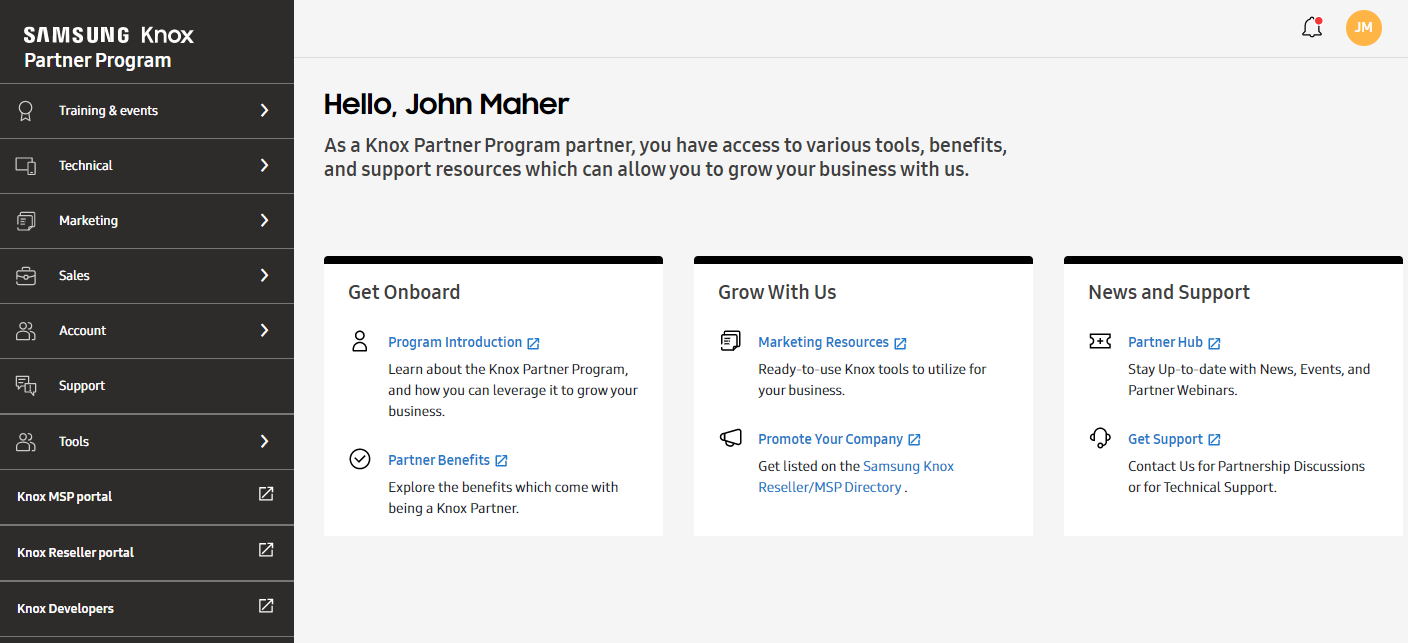 SAMSUNG Knox
Partner Program
Training & events
Technical
Marketing
Sales
Account
Support
Tools
Knox MSP portal
Knox Reseller portal
Knox Developers
JM
Hello, John Maher
As a Knox Partner Program partner, you have access to various tools, benefits,
and support resources which can allow you to grow your business with us.
Get Onboard
Program Introduction
Learn about the Knox Partner Program,
and how you can leverage it to grow your
business.
Partner Benefits
Explore the benefits which come with
being a Knox Partner.
Grow With Us
Marketing Resources
Ready-to-use Knox tools to utilize for
your business.
Promote Your Company
Get listed on the Samsung Knox
Reseller/MSP Directory .
News and Support
Partner Hub
Stay Up-to-date with News, Events, and
Partner Webinars.
Get Support
Contact Us for Partnership Discussions
or for Technical Support.